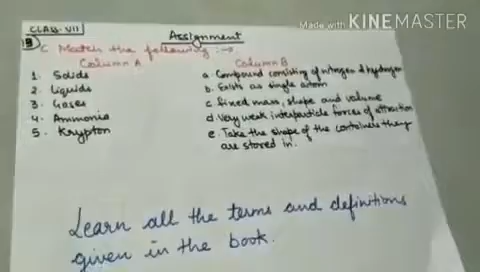 Made with KINEMASTER
CLASS-VII
Assignment
B C Match the following :→
Column A Column B
1. Solids a. Compound consisting of nitrogen & hydrogen
2. Liquids b. Exists as single atom
3. Gases c. fixed mass, shape and volume
4. Ammonia d. Very weak interparticle forces of attraction
5. Krypton e. Take the shape of the containers they
are stored in.
Learn all the terms and definitions
given in the book.